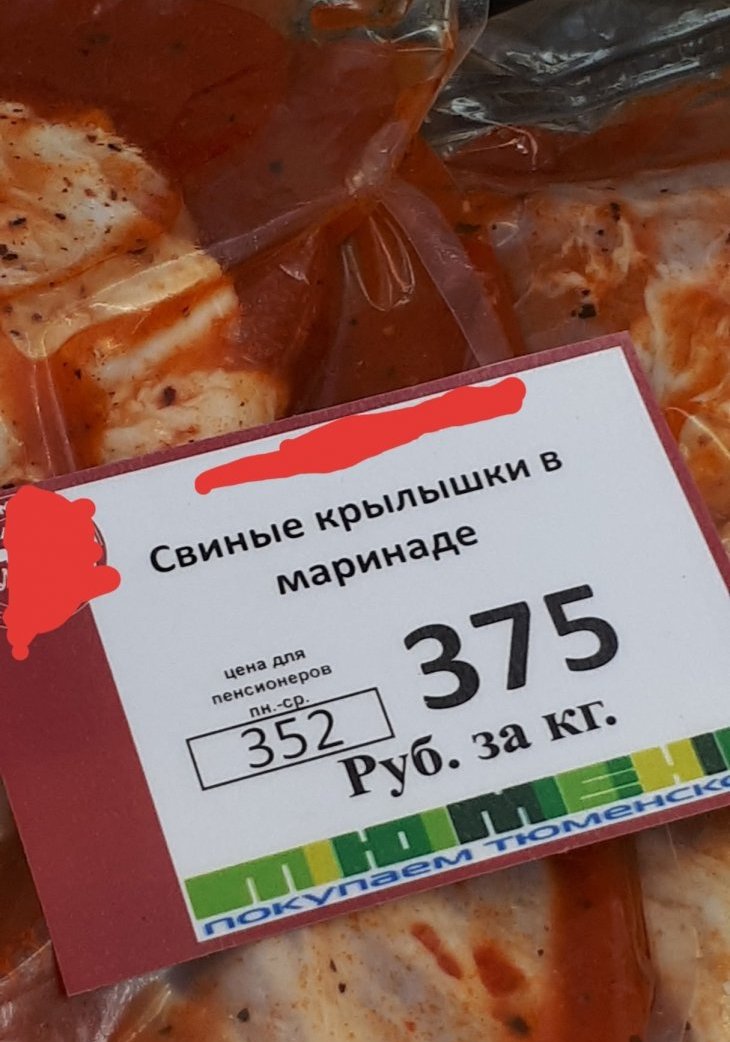 Свиные крылышки в
маринаде
цена для
пенсионеров
пн.-ср.
352
375
Руб. за кг.
покупаем тюменско